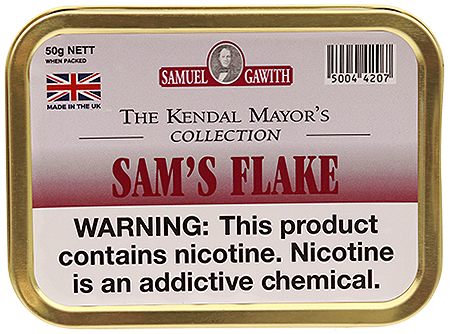 50g NETT
WHEN PACKED
MADE IN THE UK
SAMUEL GAWITH
5004 4207
THE KENDAL MAYOR'S
COLLECTION
SAM'S FLAKE
WARNING: This product
contains nicotine. Nicotine
is an addictive chemical.